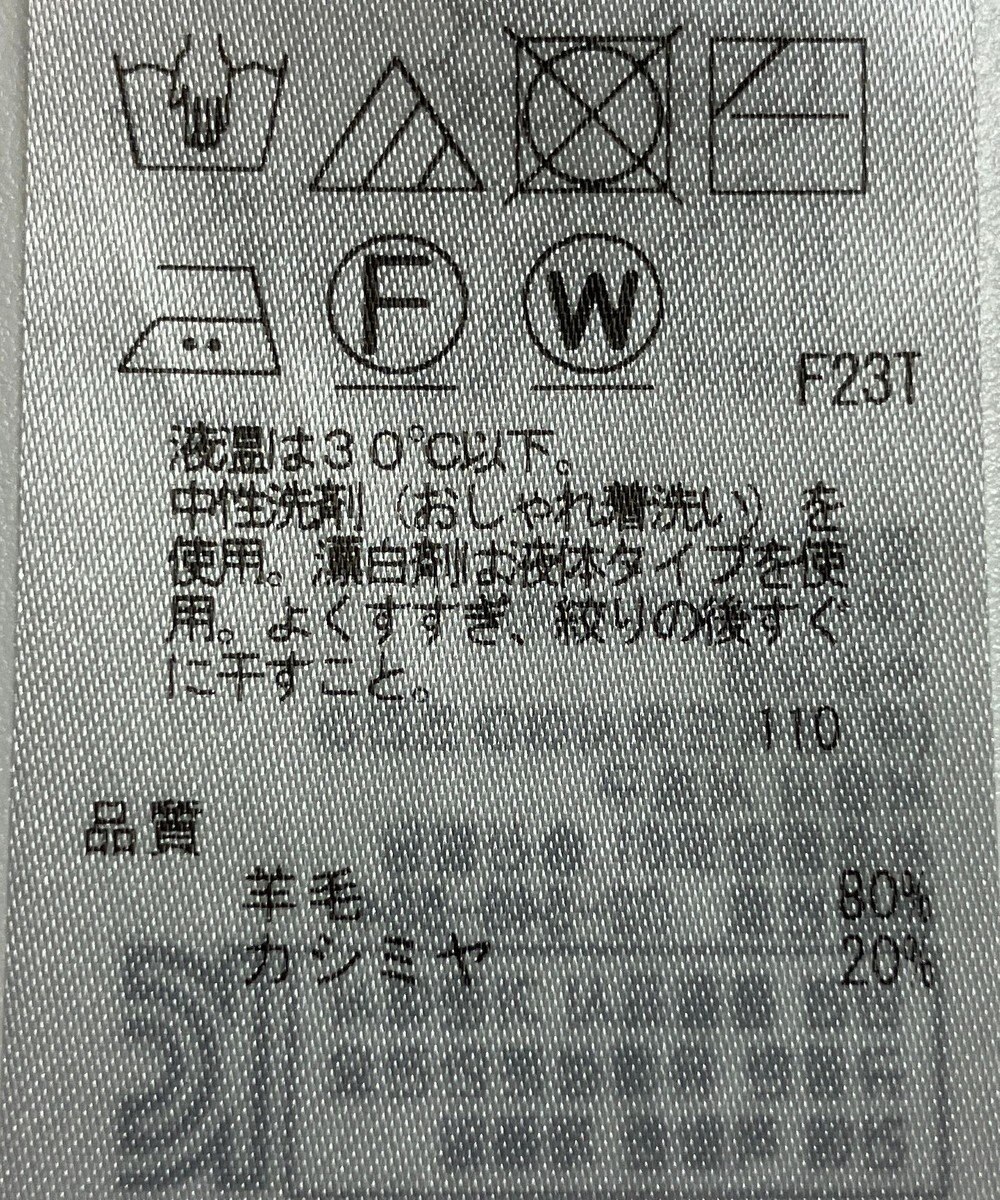 F
W
F23T
液温は30℃以下。
中性洗剤（おしゃれ着洗い）を
使用。漂白剤は液体タイプを使
用。よくすすぎ、絞りの後すぐ
に干すこと。
110
品質
羊毛 80%
カシミヤ 20%